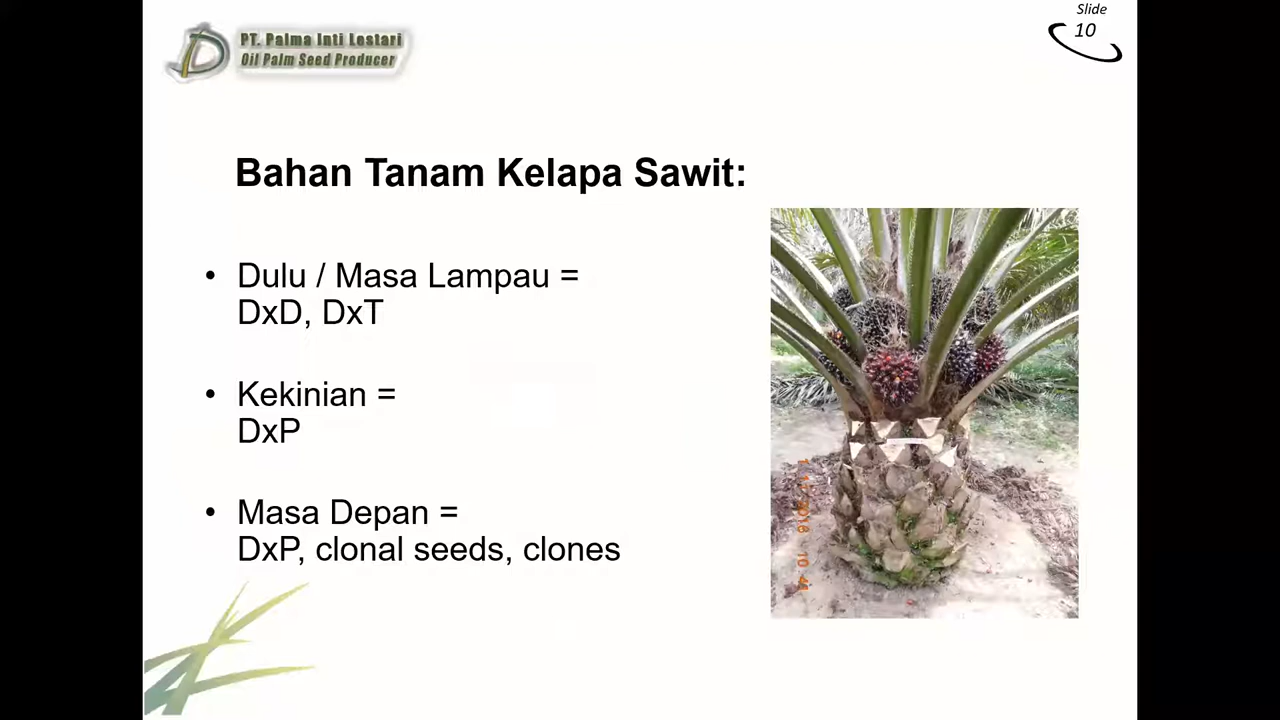 PT. Palma Inti Lestari
Oil Palm Seed Producer
Slide
10
Bahan Tanam Kelapa Sawit:
• Dulu / Masa Lampau =
DxD, DxT
• Kekinian =
DxP
• Masa Depan =
DxP, clonal seeds, clones